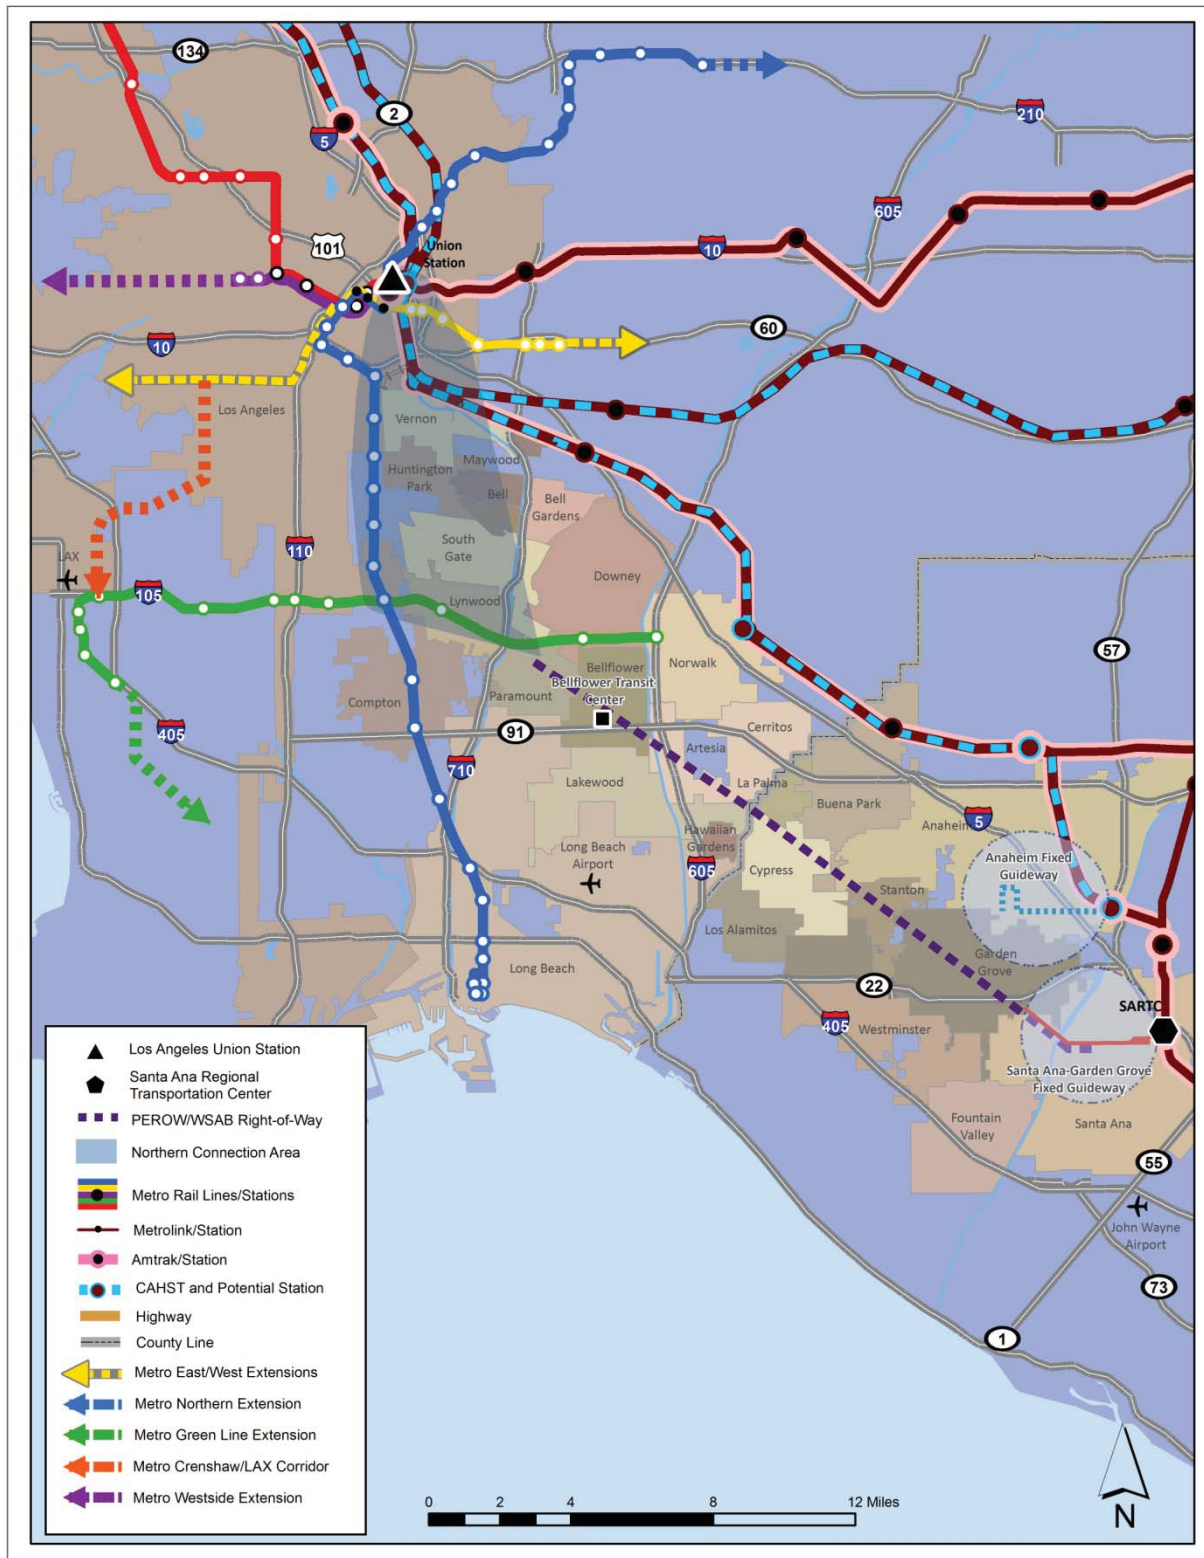 134
2
5
210
605
101
Union
Station
10
10
60
Los Angeles
Vernon
Maywood
Huntington
Park
Bell
Bell
Gardens
South
Gate
110
LAX
Downey
105
Lynwood
57
Norwalk
Bellflower
Bellflower Transit
Center
Paramount
Compton
91
405
710
Cerritos
Artesia
La Palma
Lakewood
Buena Park
Anaheim
5
Hawaiian
Gardens
Long Beach
Airport
605
Cypress
Anaheim Fixed
Guideway
Stanton
Los Alamitos
Garden
Grove
Long Beach
22
SARTC
405
Westminster
Santa Ana-Garden Grove
Fixed Guideway
Fountain
Valley
Santa Ana
55
John Wayne
Airport
73
1
Los Angeles Union Station
Santa Ana Regional
Transportation Center
PEROW/WSAB Right-of-Way
Northern Connection Area
Metro Rail Lines/Stations
Metrolink/Station
Amtrak/Station
CAHST and Potential Station
Highway
County Line
Metro East/West Extensions
Metro Northern Extension
Metro Green Line Extension
Metro Crenshaw/LAX Corridor
Metro Westside Extension
0 2 4 8 12 Miles
N